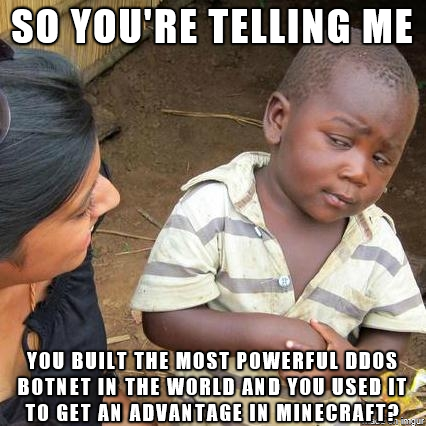 SO YOU'RE TELLING ME
YOU BUILT THE MOST POWERFUL DDOS
BOTNET IN THE WORLD AND YOU USED IT
TO GET AN ADVANTAGE IN MINECRAFT?
imgur